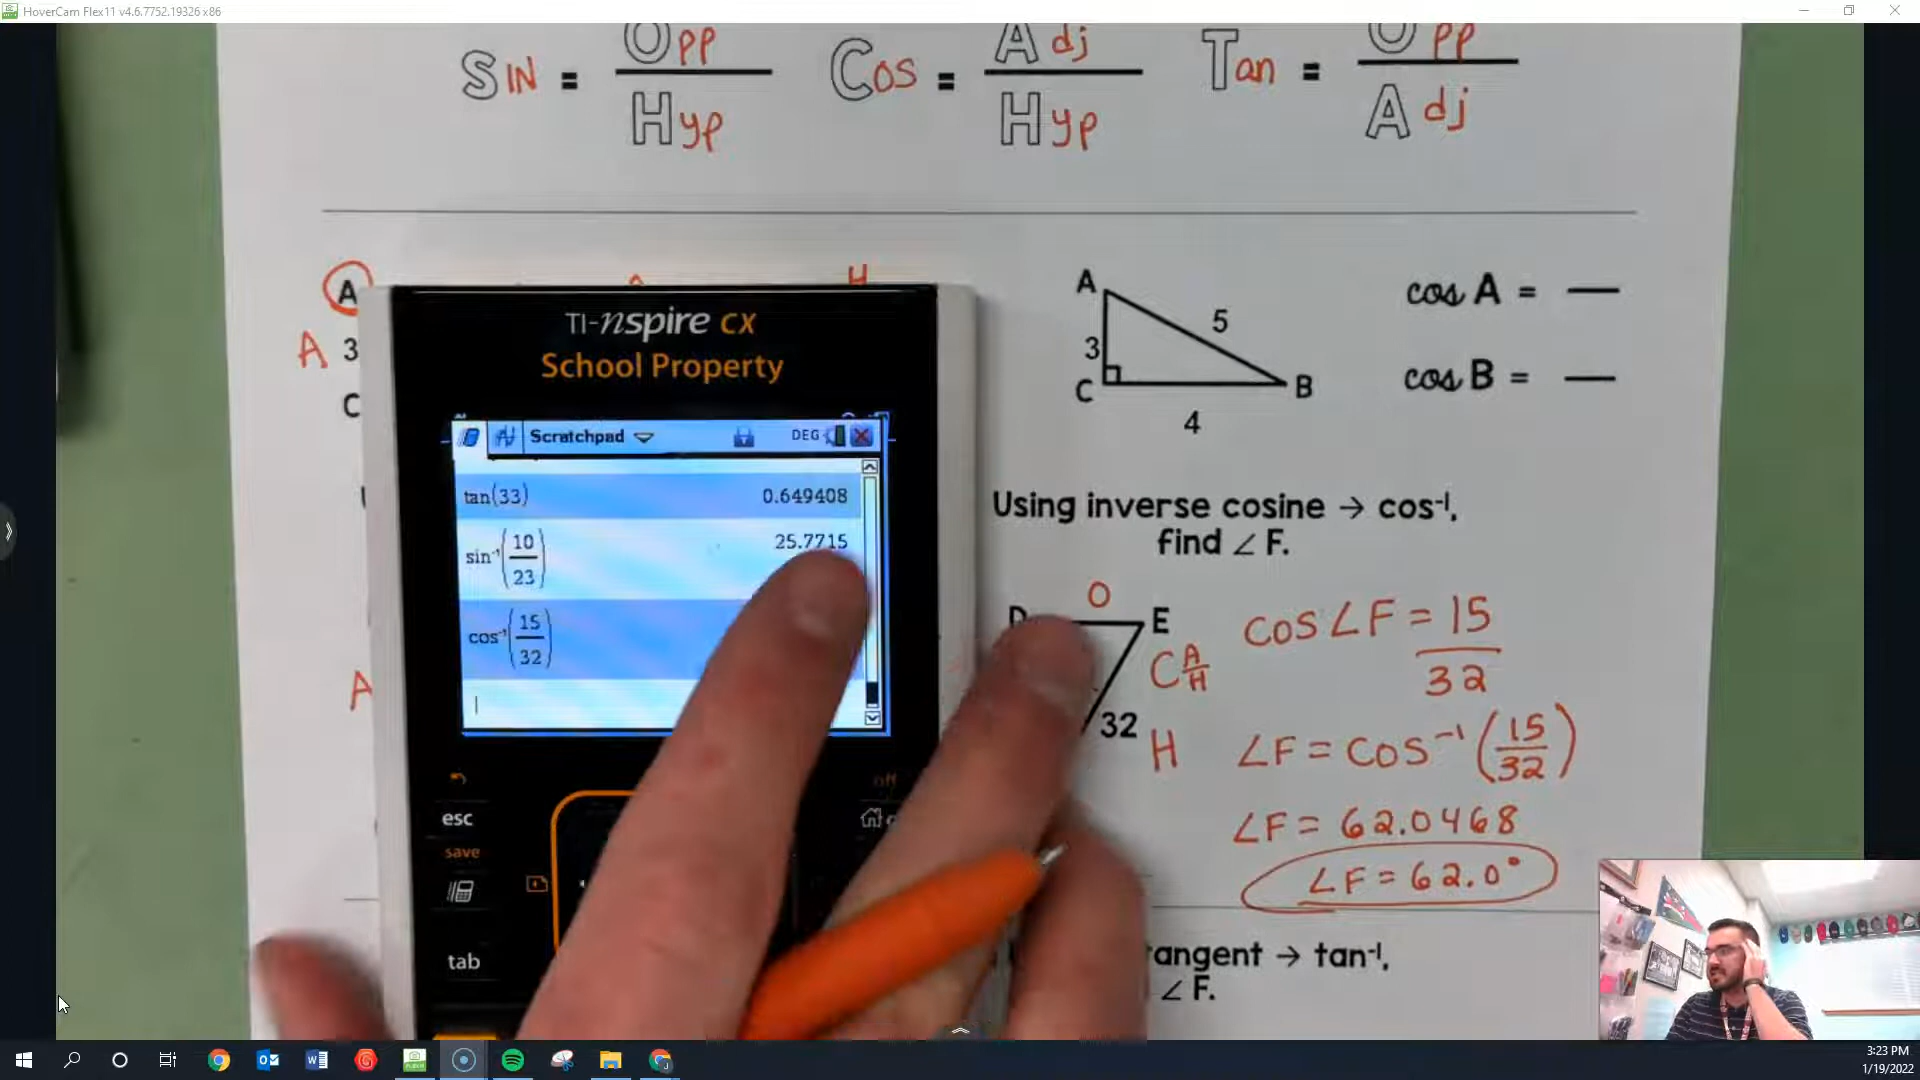 HoverCam Flex11 v4.6.7752.19326 x86
SIN = Opp
Hyp
Cos = Adj
Hyp
Tan = Opp
Adj
A
A 3
C
A
H
TI-nspire CX
School Property
Scratchpad
DEG
tan(33) 0.649408
sin⁻¹(10/23) 25.7715
cos⁻¹(15/32)
esc
save
tab
off
A
5
3
C
B
4
cos A =
cos B =
Using inverse cosine → cos⁻¹,
find ∠ F.
O
D E
C A/H
32
H
COS∠F = 15
32
∠F = COS⁻¹(15/32)
∠F = 62.0468
∠F = 62.0°
angent → tan⁻¹,
∠ F.
3:23 PM
1/19/2022